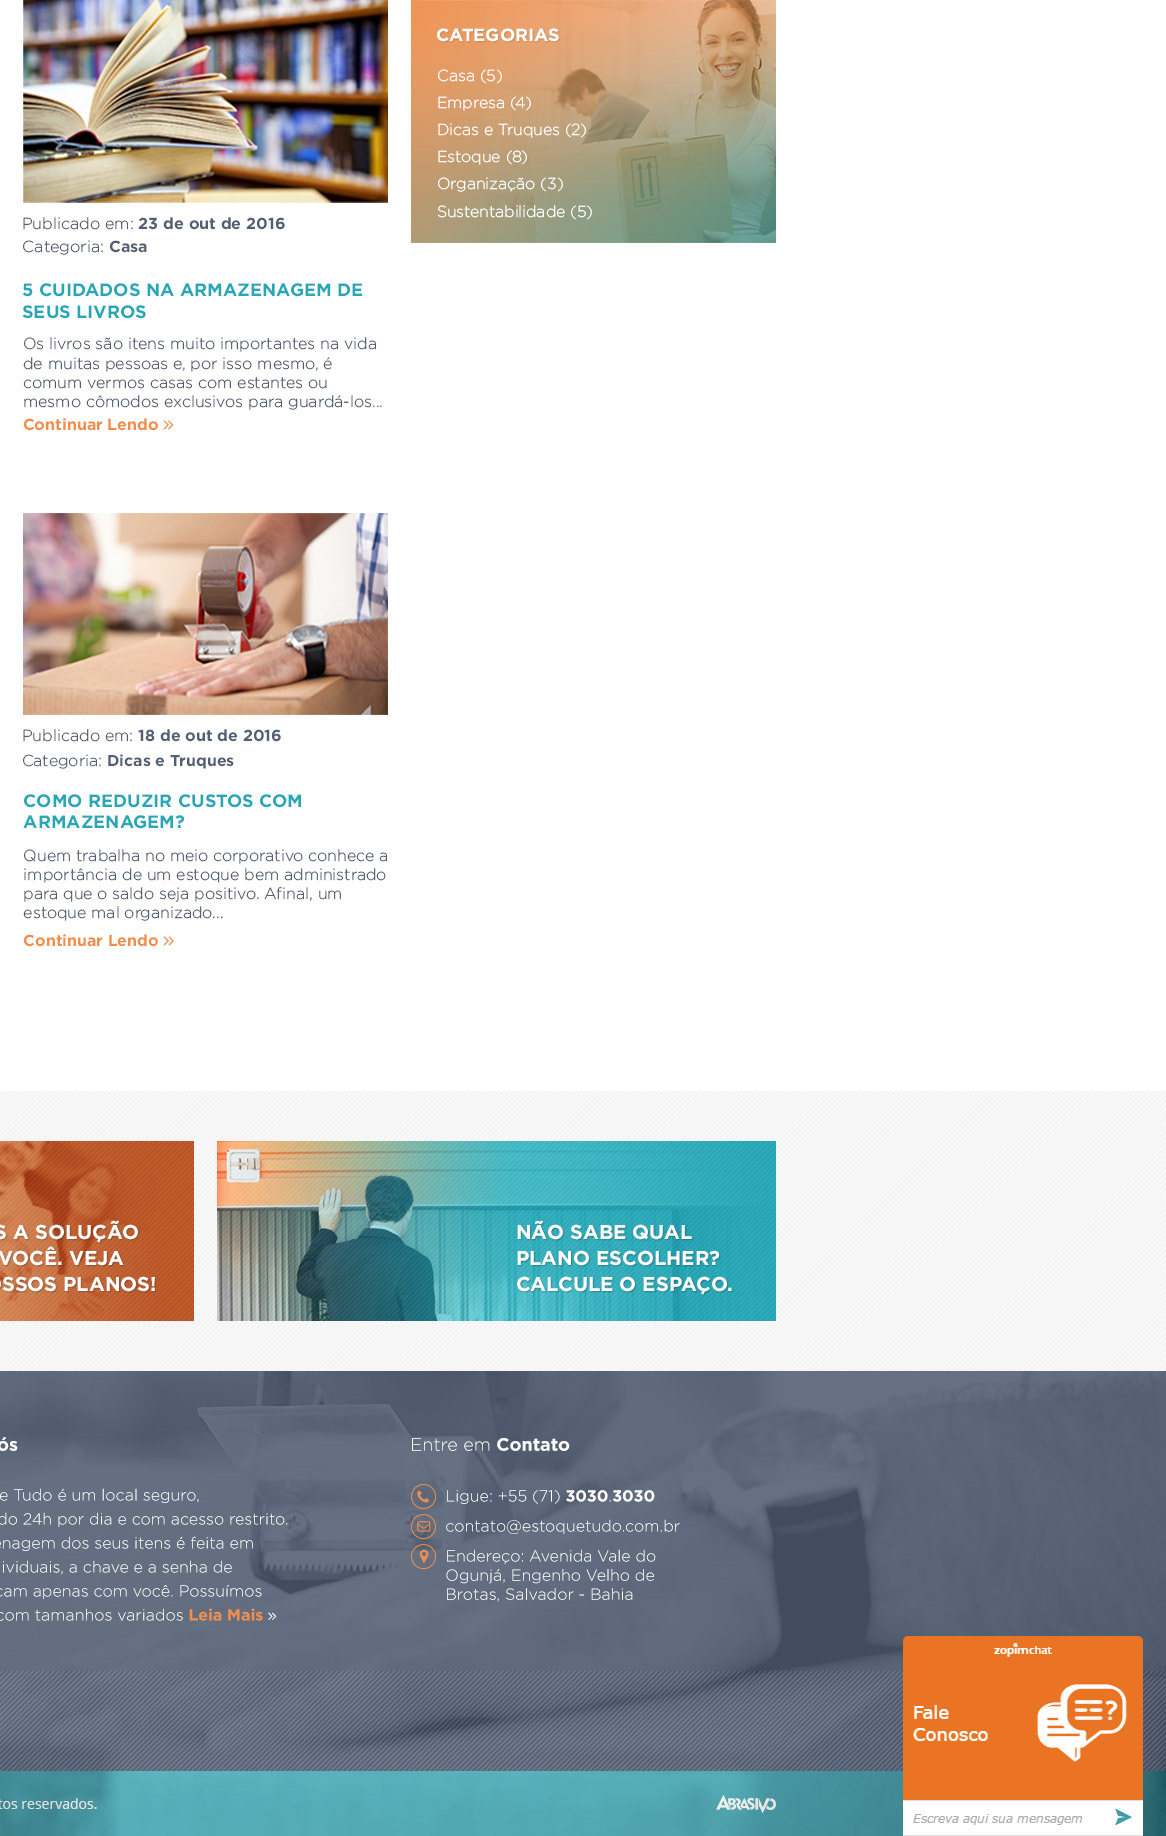 CATEGORIAS
Casa (5)
Empresa (4)
Dicas e Truques (2)
Estoque (8)
Organização (3)
Sustentabilidade (5)
Publicado em: 23 de out de 2016
Categoria: Casa
5 CUIDADOS NA ARMAZENAGEM DE
SEUS LIVROS
Os livros são itens muito importantes na vida
de muitas pessoas e, por isso mesmo, é
comum vermos casas com estantes ou
mesmo cômodos exclusivos para guardá-los...
Continuar Lendo »
Publicado em: 18 de out de 2016
Categoria: Dicas e Truques
COMO REDUZIR CUSTOS COM
ARMAZENAGEM?
Quem trabalha no meio corporativo conhece a
importância de um estoque bem administrado
para que o saldo seja positivo. Afinal, um
estoque mal organizado...
Continuar Lendo »
S A SOLUÇÃO
VOCÊ. VEJA
OSSOS PLANOS!
NÃO SABE QUAL
PLANO ESCOLHER?
CALCULE O ESPAÇO.
ós
e Tudo é um local seguro,
do 24h por dia e com acesso restrito.
enagem dos seus itens é feita em
dividuais, a chave e a senha de
cam apenas com você. Possuímos
com tamanhos variados Leia Mais »
Entre em Contato
Ligue: +55 (71) 3030.3030
contato@estoquetudo.com.br
Endereço: Avenida Vale do
Ogunjá, Engenho Velho de
Brotas, Salvador - Bahia
zopimchat
Fale
Conosco
Escreva aqui sua mensagem
tos reservados.
ABRASIVO